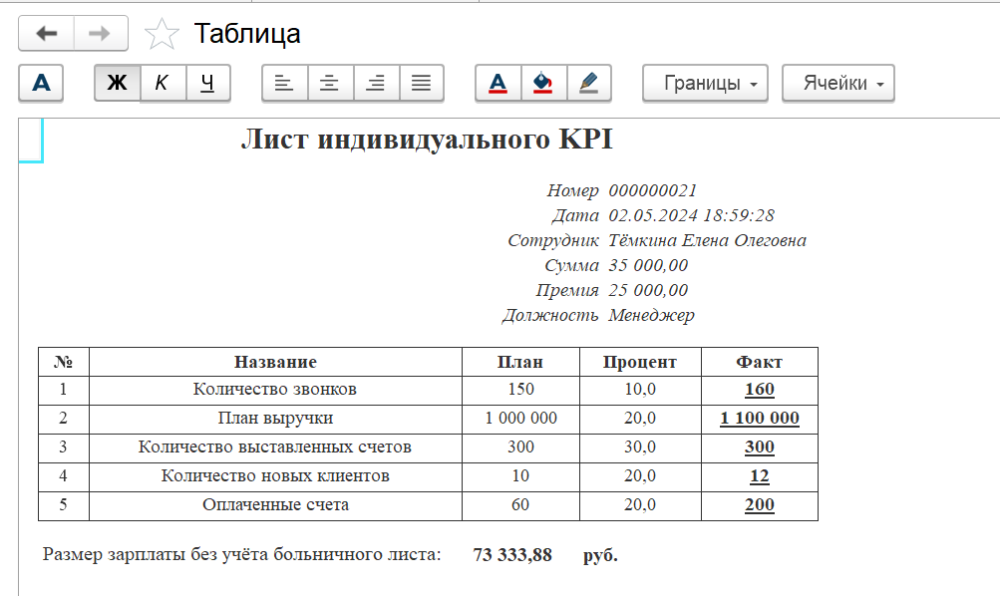 Таблица
А Ж К Ч А Границы Ячейки
Лист индивидуального KPI
Номер 000000021
Дата 02.05.2024 18:59:28
Сотрудник Тёмкина Елена Олеговна
Сумма 35 000,00
Премия 25 000,00
Должность Менеджер
№ Название План Процент Факт
1 Количество звонков 150 10,0 160
2 План выручки 1 000 000 20,0 1 100 000
3 Количество выставленных счетов 300 30,0 300
4 Количество новых клиентов 10 20,0 12
5 Оплаченные счета 60 20,0 200
Размер зарплаты без учёта больничного листа: 73 333,88 руб.